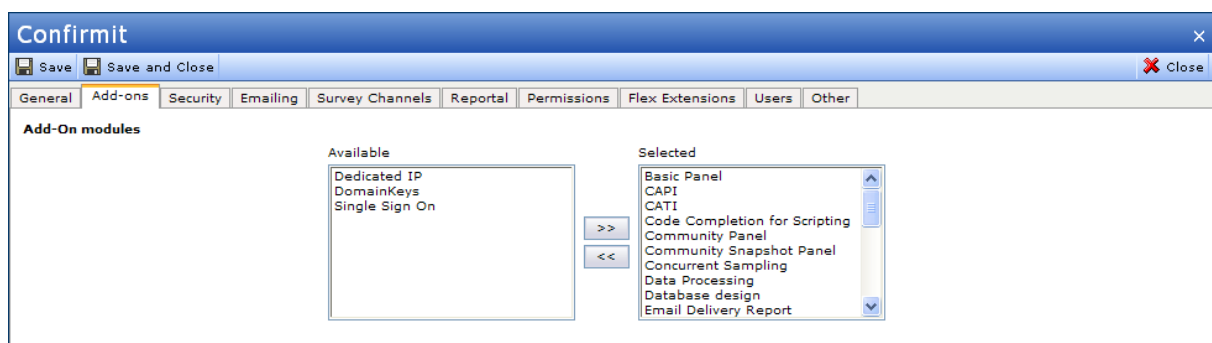 Confirmit
Save Save and Close Close
General Add-ons Security Emailing Survey Channels Reportal Permissions Flex Extensions Users Other
Add-On modules
Available Selected
Dedicated IP
DomainKeys
Single Sign On
>>
<<
Basic Panel
CAPI
CATI
Code Completion for Scripting
Community Panel
Community Snapshot Panel
Concurrent Sampling
Data Processing
Database design
Email Delivery Report